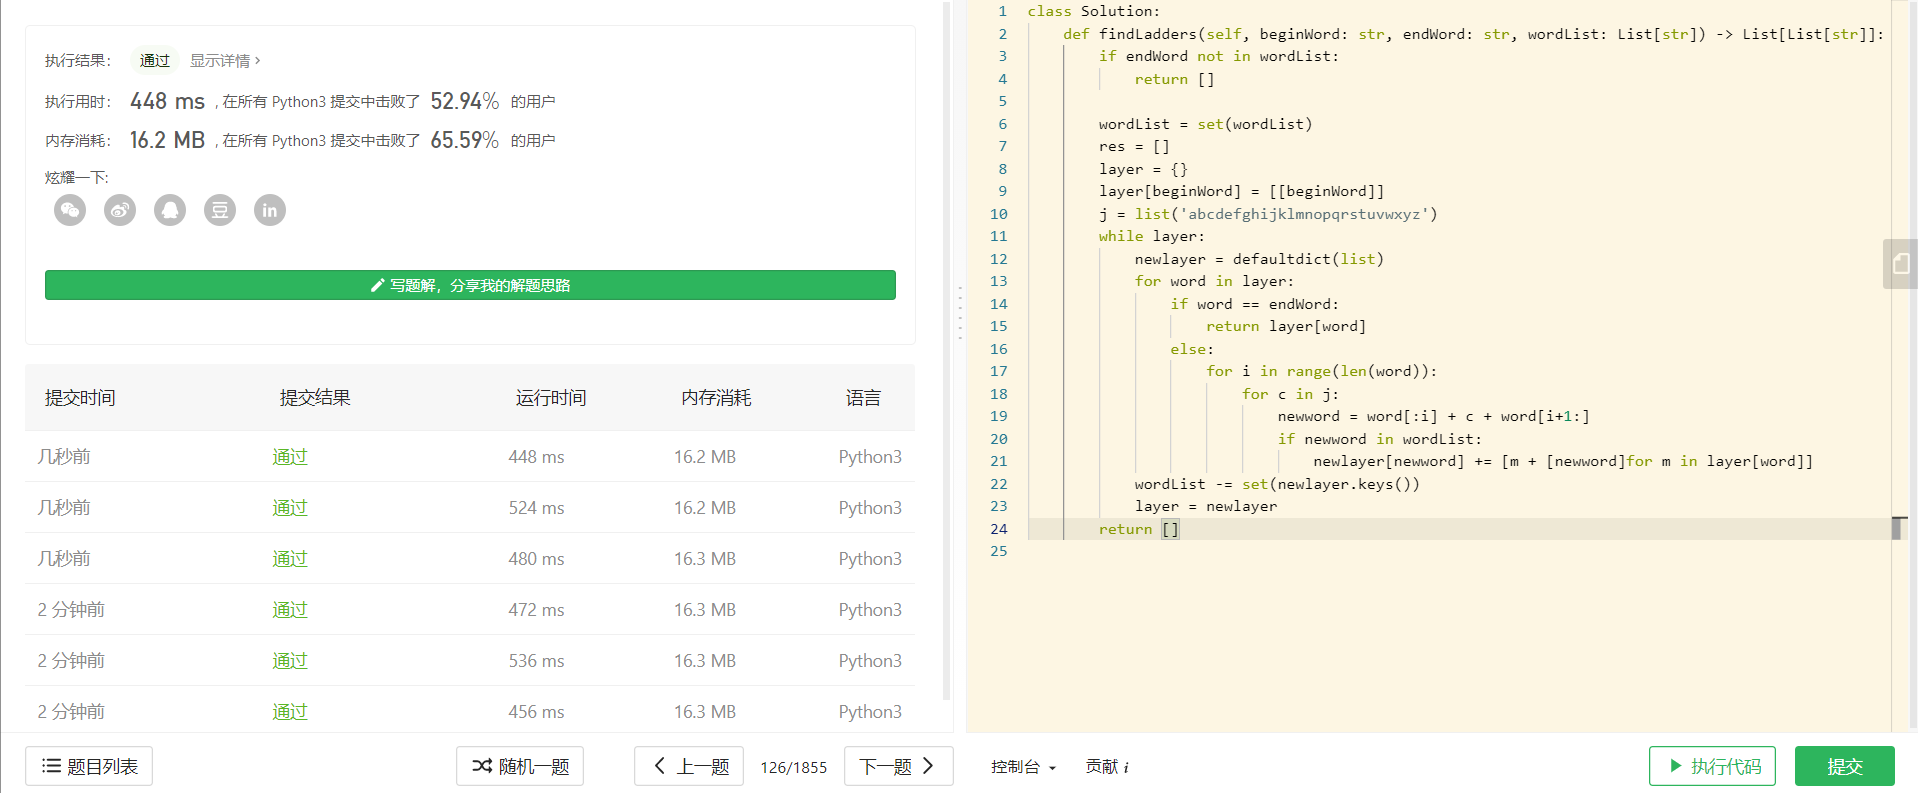 执行结果: 通过 显示详情 ›
执行用时: 448 ms , 在所有 Python3 提交中击败了 52.94% 的用户
内存消耗: 16.2 MB , 在所有 Python3 提交中击败了 65.59% 的用户
炫耀一下:
豆 in
写题解，分享我的解题思路
提交时间 提交结果 运行时间 内存消耗 语言
几秒前 通过 448 ms 16.2 MB Python3
几秒前 通过 524 ms 16.2 MB Python3
几秒前 通过 480 ms 16.3 MB Python3
2 分钟前 通过 472 ms 16.3 MB Python3
2 分钟前 通过 536 ms 16.3 MB Python3
2 分钟前 通过 456 ms 16.3 MB Python3
题目列表 随机一题 上一题 126/1855 下一题
1 class Solution:
2     def findLadders(self, beginWord: str, endWord: str, wordList: List[str]) -> List[List[str]]:
3         if endWord not in wordList:
4             return []
5
6         wordList = set(wordList)
7         res = []
8         layer = {}
9         layer[beginWord] = [[beginWord]]
10         j = list('abcdefghijklmnopqrstuvwxyz')
11         while layer:
12             newlayer = defaultdict(list)
13             for word in layer:
14                 if word == endWord:
15                     return layer[word]
16                 else:
17                     for i in range(len(word)):
18                         for c in j:
19                             newword = word[:i] + c + word[i+1:]
20                             if newword in wordList:
21                                 newlayer[newword] += [m + [newword]for m in layer[word]]
22             wordList -= set(newlayer.keys())
23             layer = newlayer
24         return []
25
控制台 贡献 i 执行代码 提交